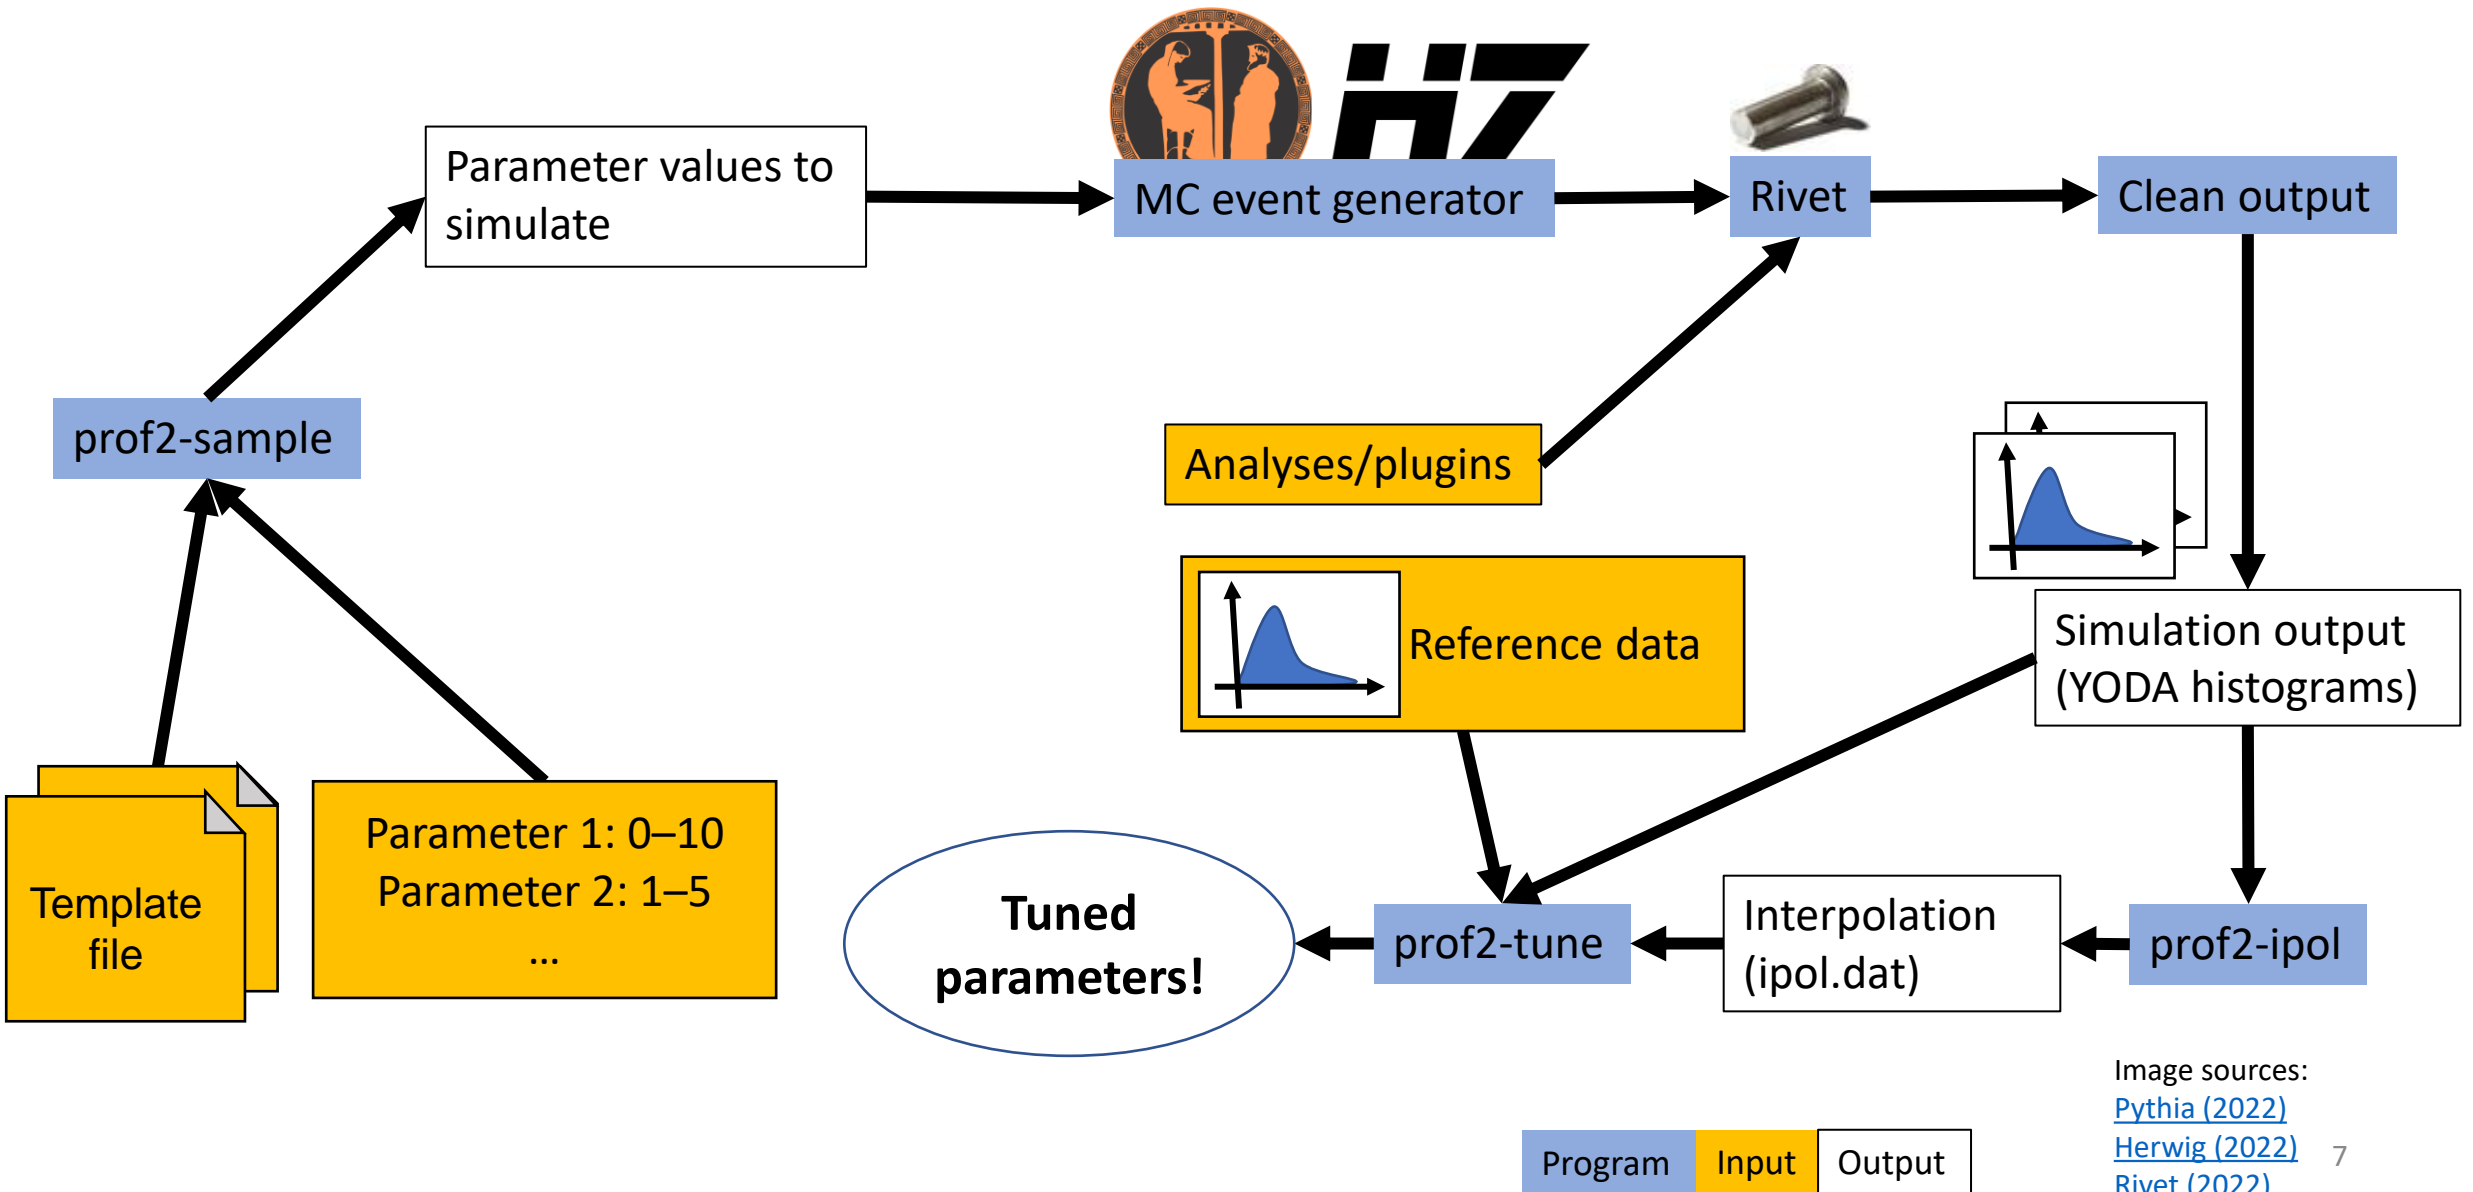 Parameter values to
simulate
MC event generator
Rivet
Clean output
prof2-sample
Analyses/plugins
Reference data
Simulation output
(YODA histograms)
Template
file
Parameter 1: 0–10
Parameter 2: 1–5
...
Tuned
parameters!
prof2-tune
Interpolation
(ipol.dat)
prof2-ipol
Image sources:
Pythia (2022)
Herwig (2022)
Rivet (2022)
7
Program
Input
Output